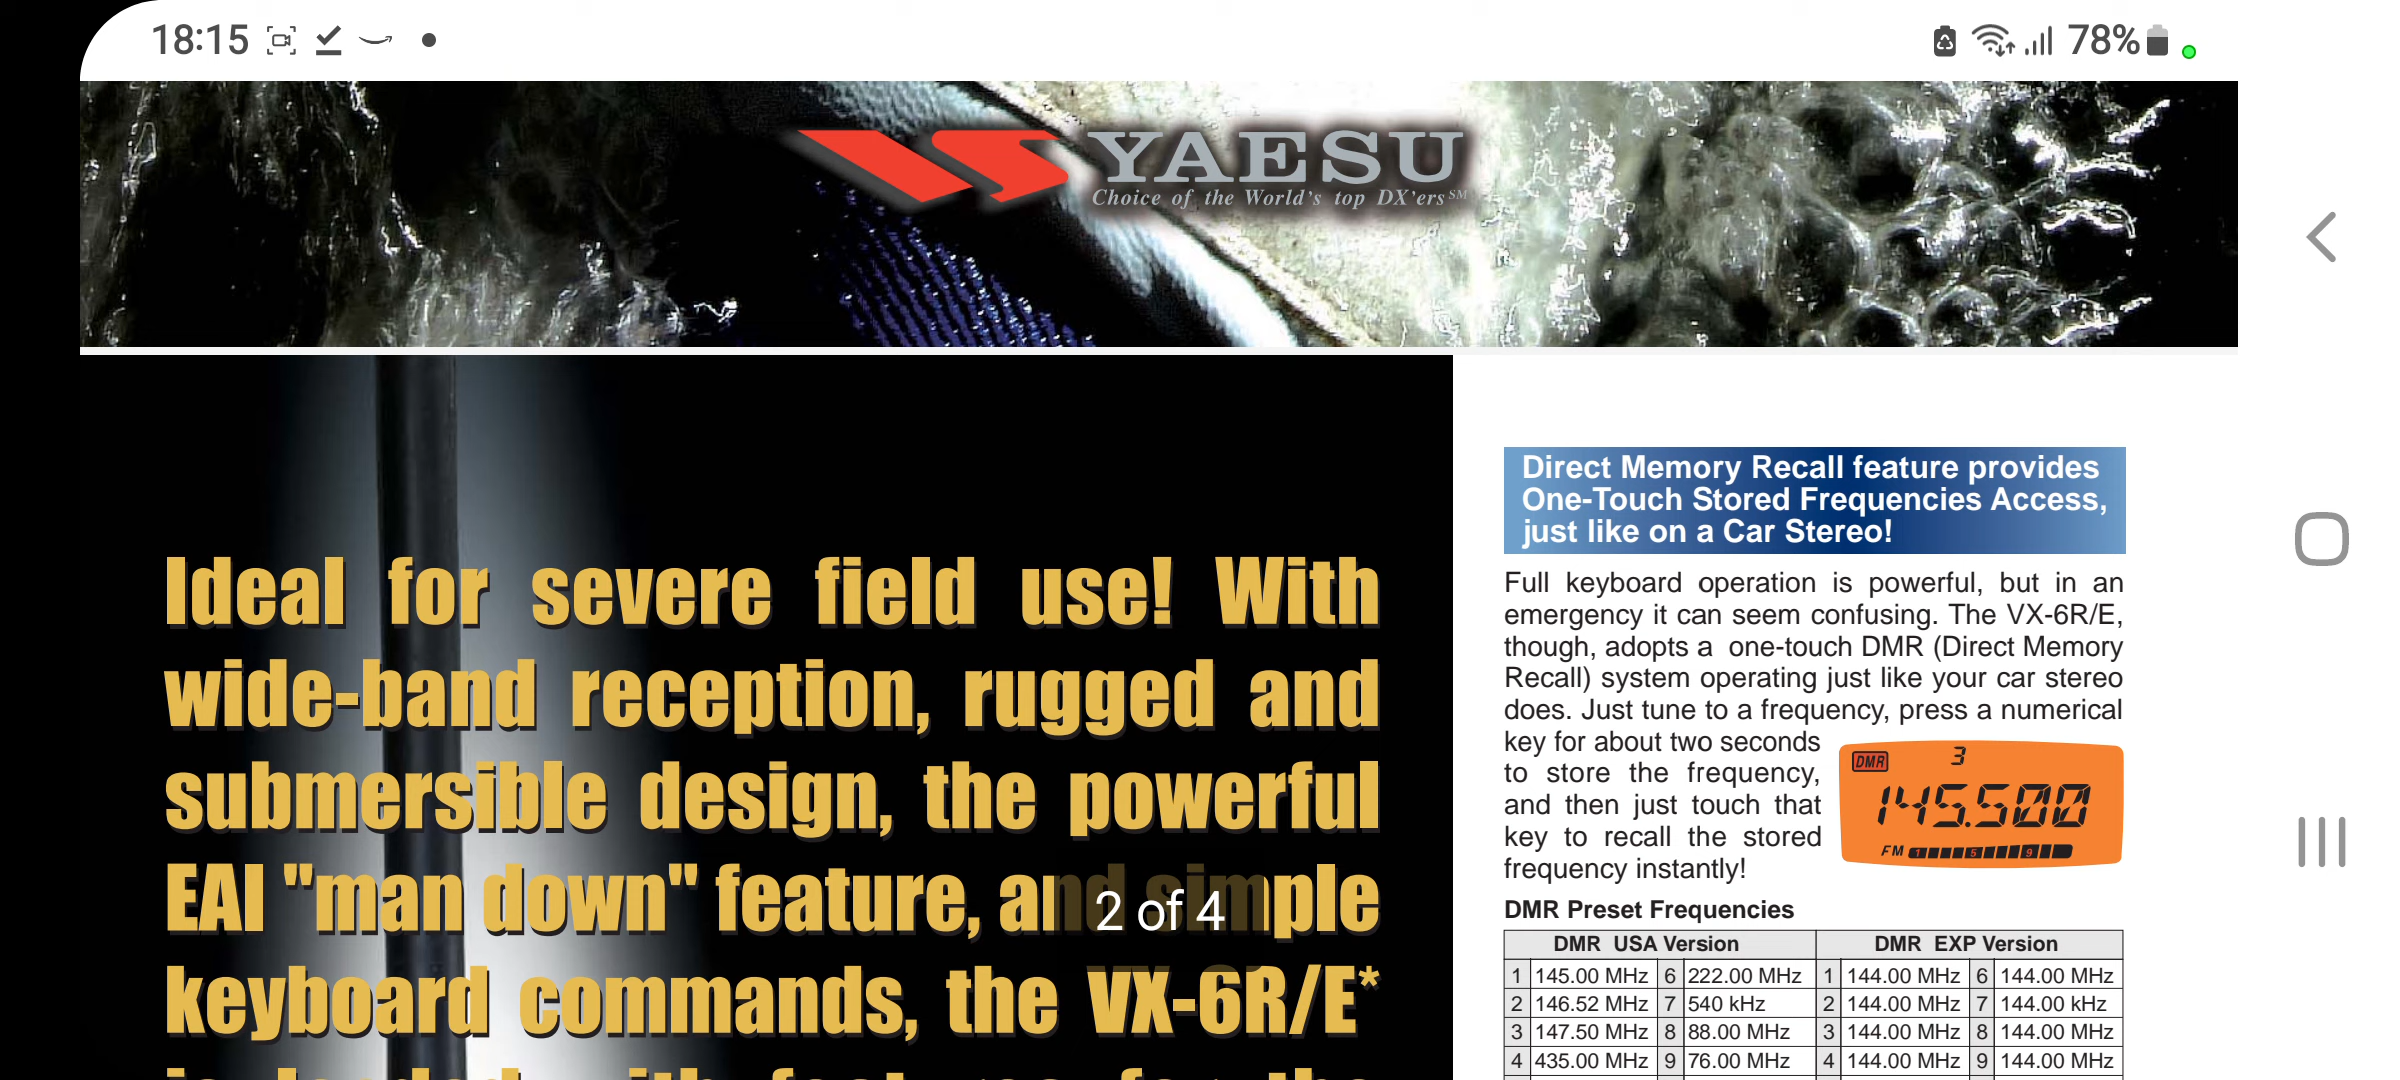 18:15
78%
YAESU
Choice of the World's top DX'ers SM
Ideal for severe field use! With
wide-band reception, rugged and
submersible design, the powerful
EAI "man down" feature, and simple
keyboard commands, the VX-6R/E*
2 of 4
Direct Memory Recall feature provides
One-Touch Stored Frequencies Access,
just like on a Car Stereo!
Full keyboard operation is powerful, but in an
emergency it can seem confusing. The VX-6R/E,
though, adopts a one-touch DMR (Direct Memory
Recall) system operating just like your car stereo
does. Just tune to a frequency, press a numerical
key for about two seconds
to store the frequency,
and then just touch that
key to recall the stored
frequency instantly!
DMR 3
145.500
FM 1 5 9
DMR Preset Frequencies
DMR USA Version DMR EXP Version
1 145.00 MHz 6 222.00 MHz 1 144.00 MHz 6 144.00 MHz
2 146.52 MHz 7 540 kHz 2 144.00 MHz 7 144.00 kHz
3 147.50 MHz 8 88.00 MHz 3 144.00 MHz 8 144.00 MHz
4 435.00 MHz 9 76.00 MHz 4 144.00 MHz 9 144.00 MHz